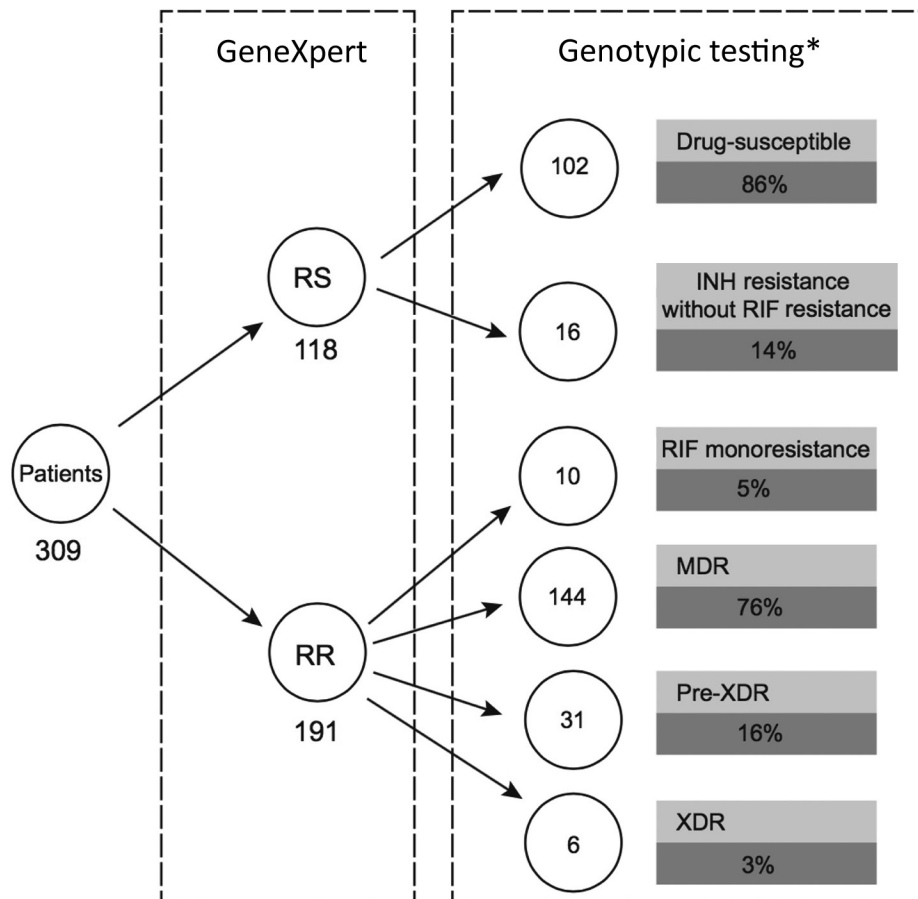 GeneXpert
Genotypic testing*
Patients
309
RS
118
RR
191
102
Drug-susceptible
86%
16
INH resistance
without RIF resistance
14%
10
RIF monoresistance
5%
144
MDR
76%
31
Pre-XDR
16%
6
XDR
3%